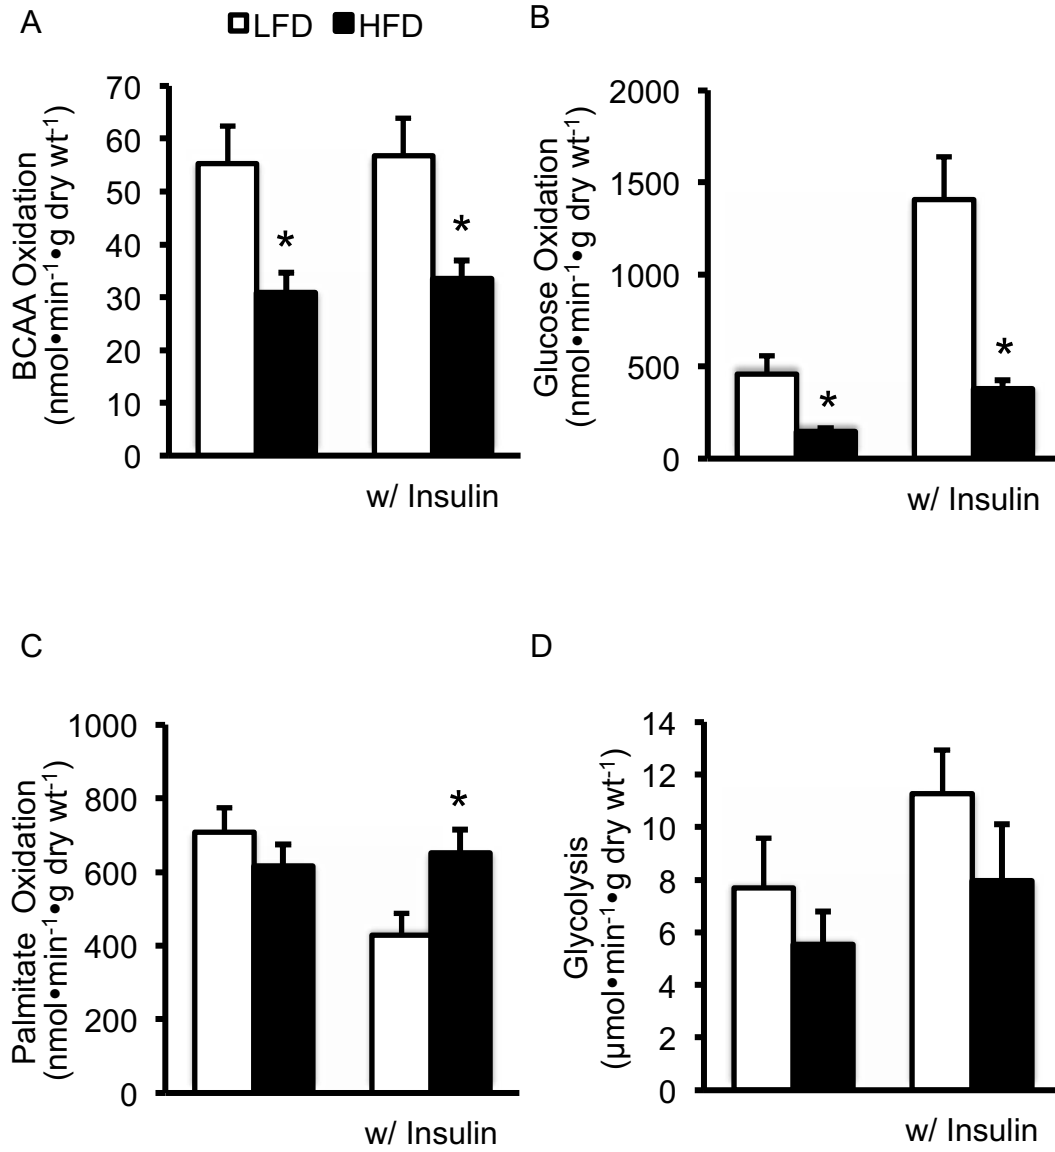 A
LFD HFD
BCAA Oxidation
(nmol•min⁻¹•g dry wt⁻¹)
70
60
50
40
30
20
10
0
*
*
w/ Insulin
B
Glucose Oxidation
(nmol•min⁻¹•g dry wt⁻¹)
2000
1500
1000
500
0
*
*
w/ Insulin
C
Palmitate Oxidation
(nmol•min⁻¹•g dry wt⁻¹)
1000
800
600
400
200
0
*
w/ Insulin
D
Glycolysis
(μmol•min⁻¹•g dry wt⁻¹)
14
12
10
8
6
4
2
0
w/ Insulin